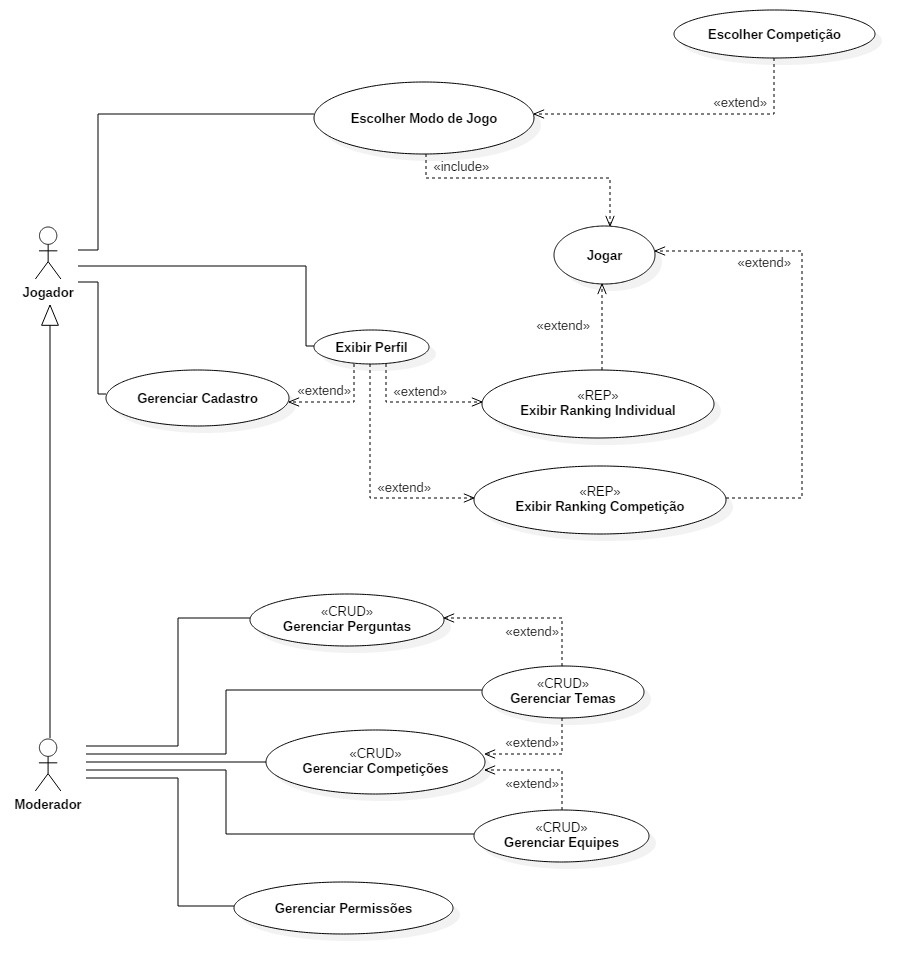 Escolher Competição
«extend»
Escolher Modo de Jogo
«include»
Jogar
«extend»
Jogador
«extend»
Exibir Perfil
Gerenciar Cadastro
«extend»
«extend»
«REP»
Exibir Ranking Individual
«extend»
«REP»
Exibir Ranking Competição
«CRUD»
Gerenciar Perguntas
«extend»
«CRUD»
Gerenciar Temas
«extend»
«CRUD»
Gerenciar Competições
«extend»
Moderador
«CRUD»
Gerenciar Equipes
Gerenciar Permissões